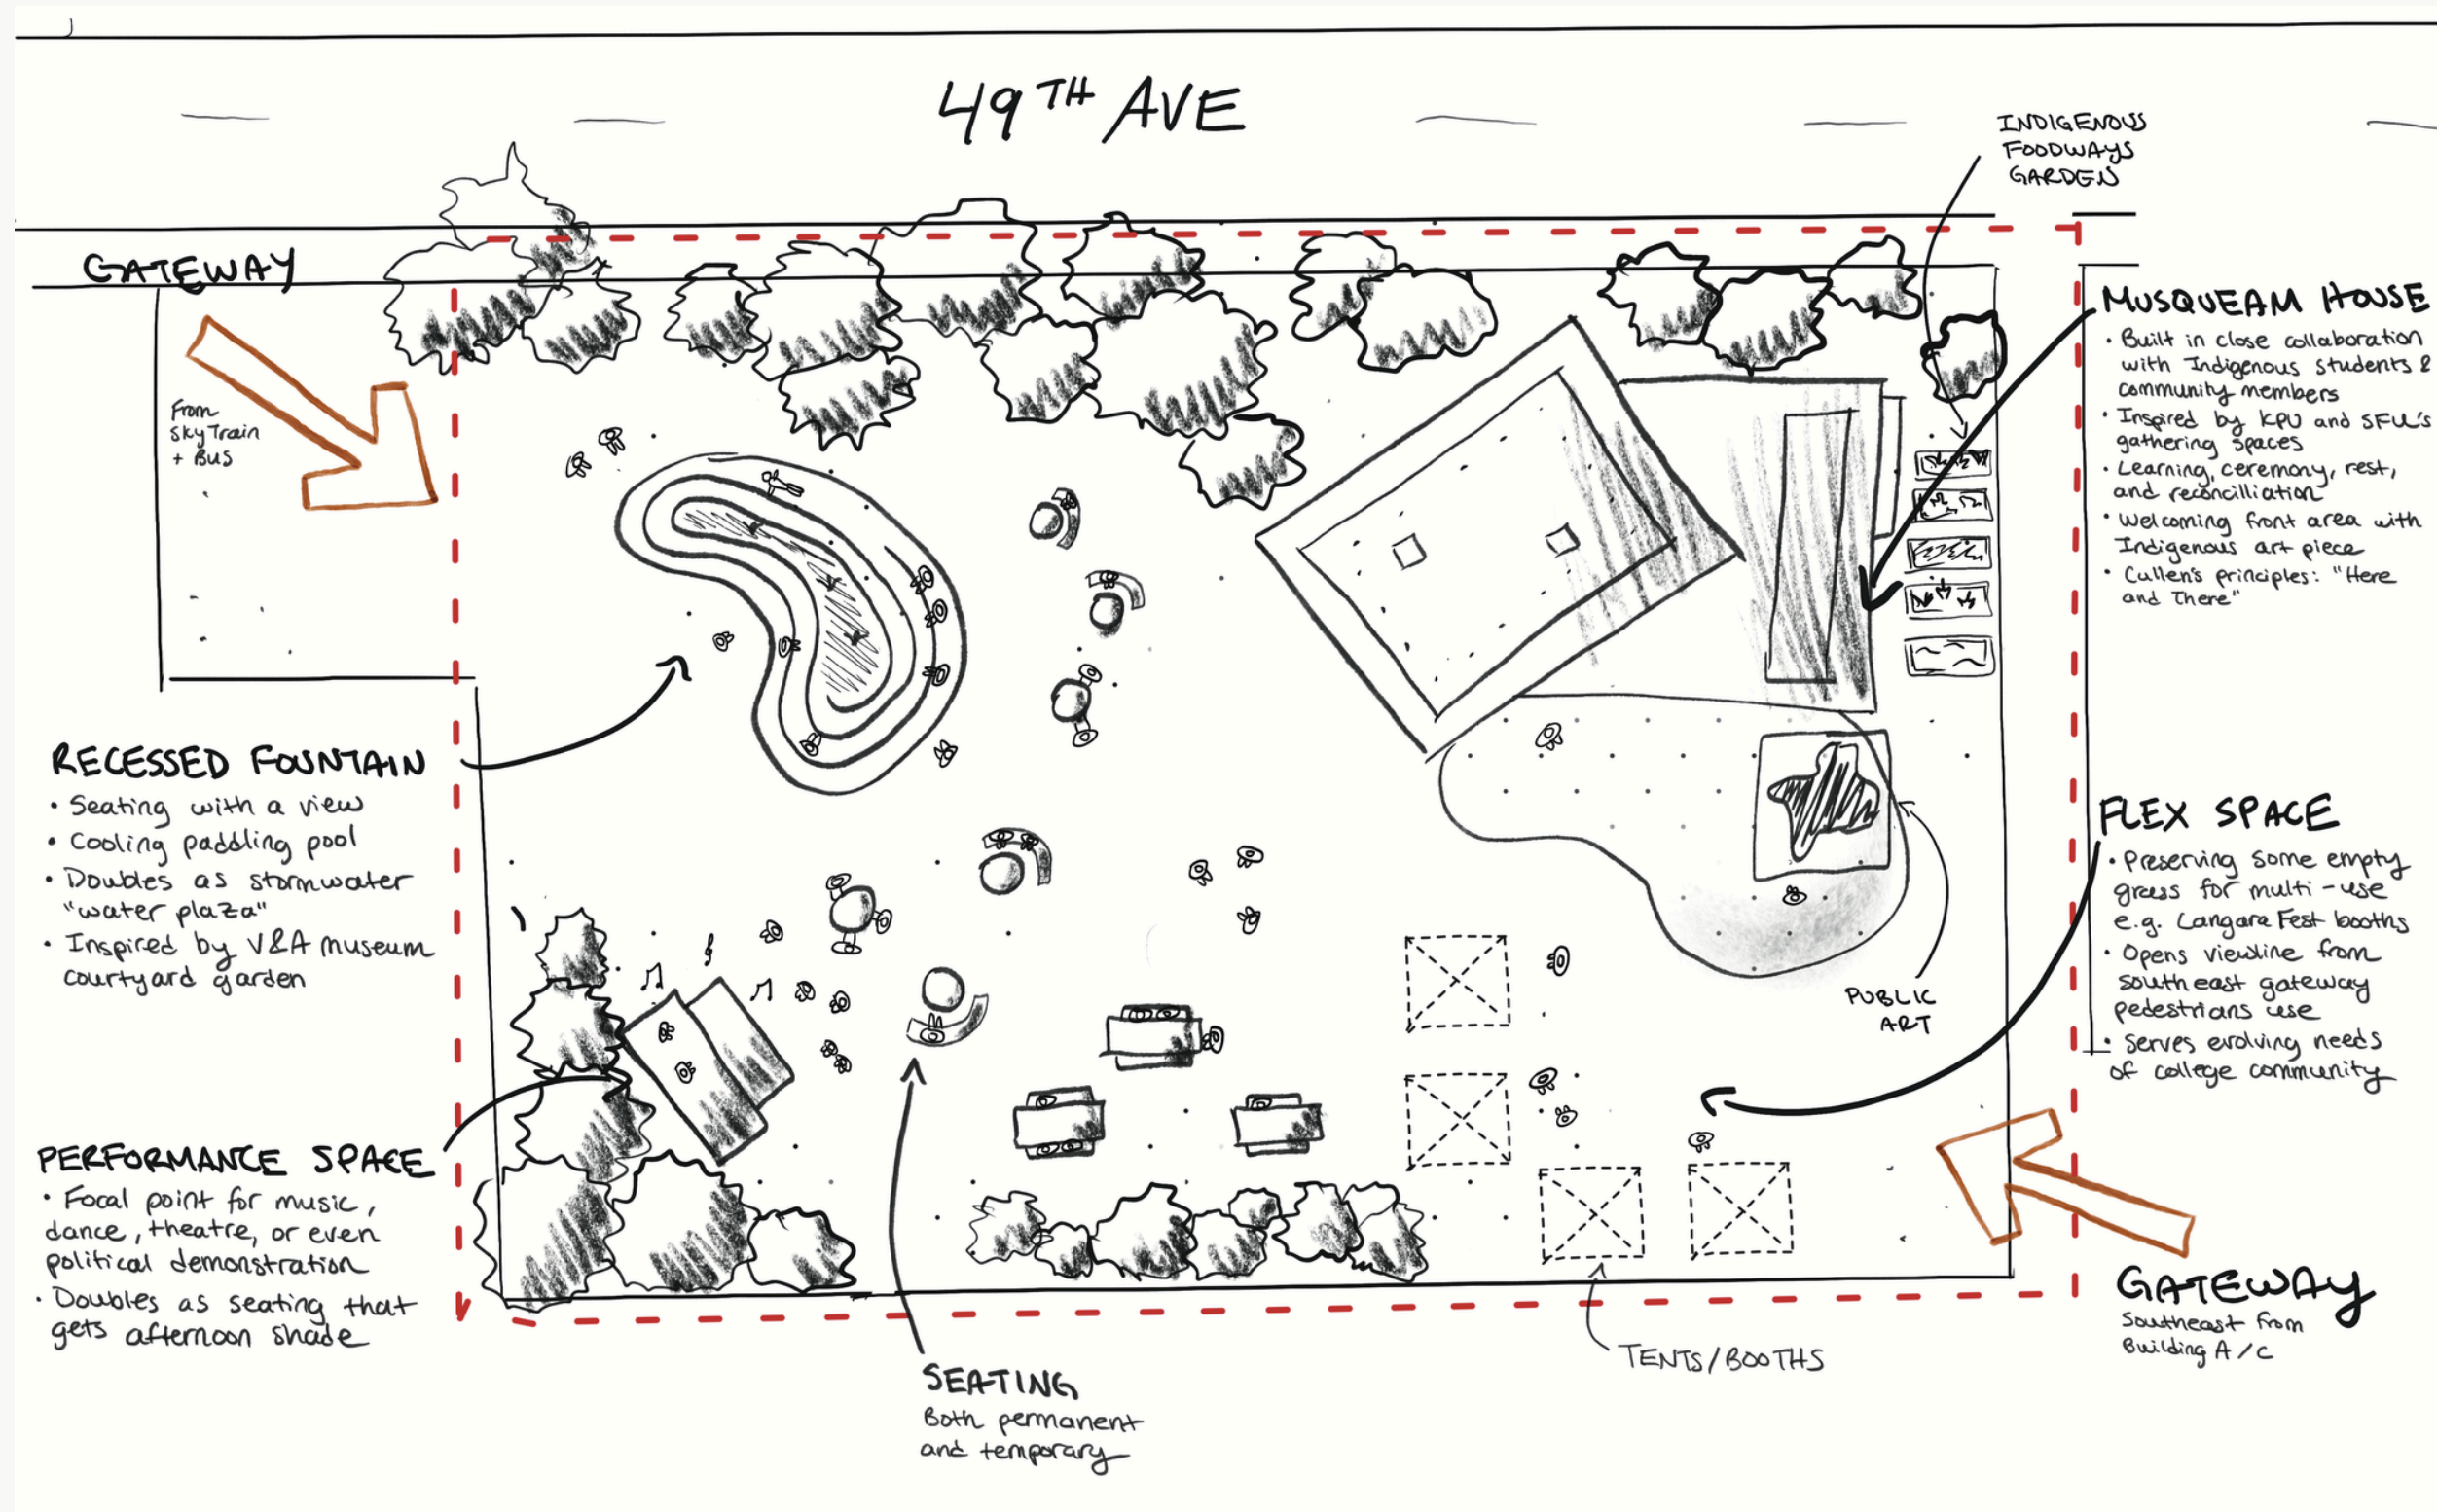 49TH AVE
INDIGENOUS
FOODWAYS
GARDEN
GATEWAY
From
SkyTrain
+ Bus
MUSQUEAM HOUSE
• Built in close collaboration
with Indigenous students &
community members
• Inspired by KPU and SFU's
gathering spaces
• Learning, ceremony, rest,
and reconcilliation
• Welcoming front area with
Indigenous art piece
• Cullen's principles: "Here
and There"
RECESSED FOUNTAIN
• Seating with a view
• Cooling paddling pool
• Doubles as stormwater
"water plaza"
• Inspired by V&A museum
courtyard garden
FLEX SPACE
• Preserving some empty
grass for multi-use
e.g. Langara Fest booths
• Opens viewline from
southeast gateway
pedestrians use
• Serves evolving needs
of college community
PUBLIC
ART
PERFORMANCE SPACE
• Focal point for music,
dance, theatre, or even
political demonstration
• Doubles as seating that
gets afternoon shade
GATEWAY
Southeast from
Building A/C
TENTS/BOOTHS
SEATING
Both permanent
and temporary